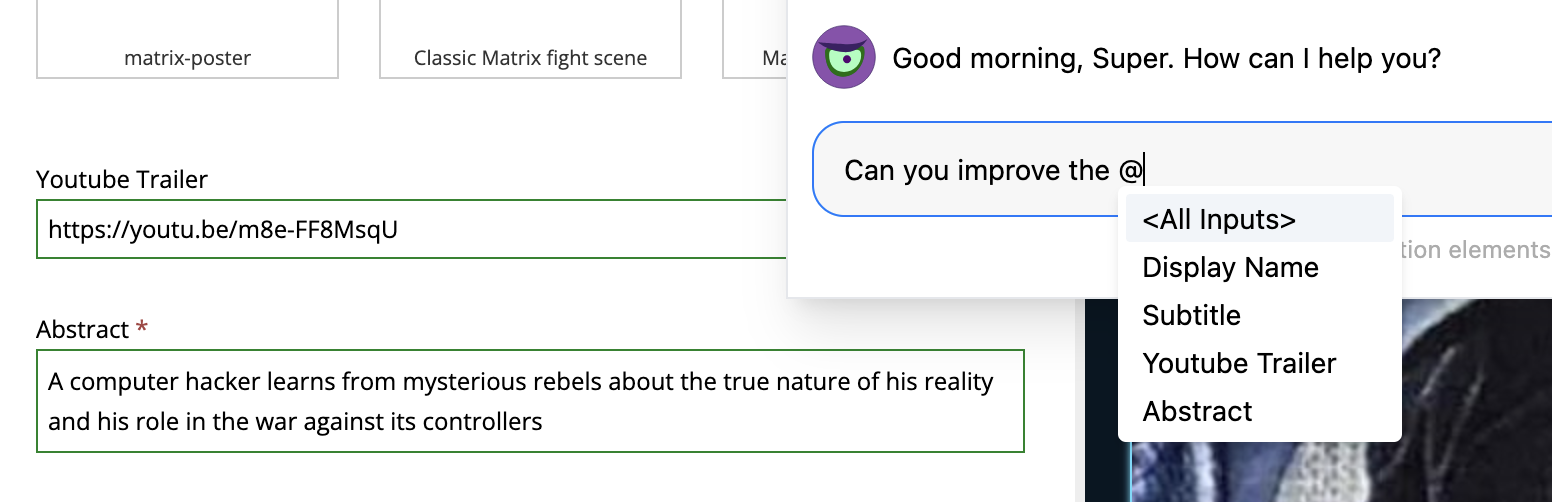 matrix-poster
Classic Matrix fight scene
Good morning, Super. How can I help you?
Can you improve the @
<All Inputs>
Display Name
Subtitle
Youtube Trailer
Abstract
tion elements
Youtube Trailer
https://youtu.be/m8e-FF8MsqU
Abstract *
A computer hacker learns from mysterious rebels about the true nature of his reality
and his role in the war against its controllers